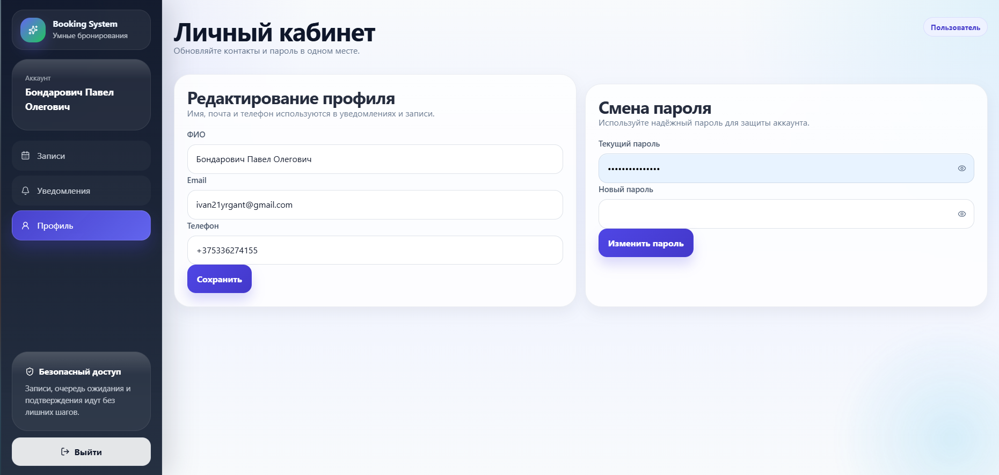 Booking System
Умные бронирования
Аккаунт
Бондарович Павел
Олегович
Записи
Уведомления
Профиль
Безопасный доступ
Записи, очередь ожидания и
подтверждения идут без
лишних шагов.
Выйти
Личный кабинет
Обновляйте контакты и пароль в одном месте.
Пользователь
Редактирование профиля
Имя, почта и телефон используются в уведомлениях и записи.
ФИО
Бондарович Павел Олегович
Email
ivan21yrgant@gmail.com
Телефон
+375336274155
Сохранить
Смена пароля
Используйте надёжный пароль для защиты аккаунта.
Текущий пароль
•••••••••••••••
Новый пароль
Изменить пароль